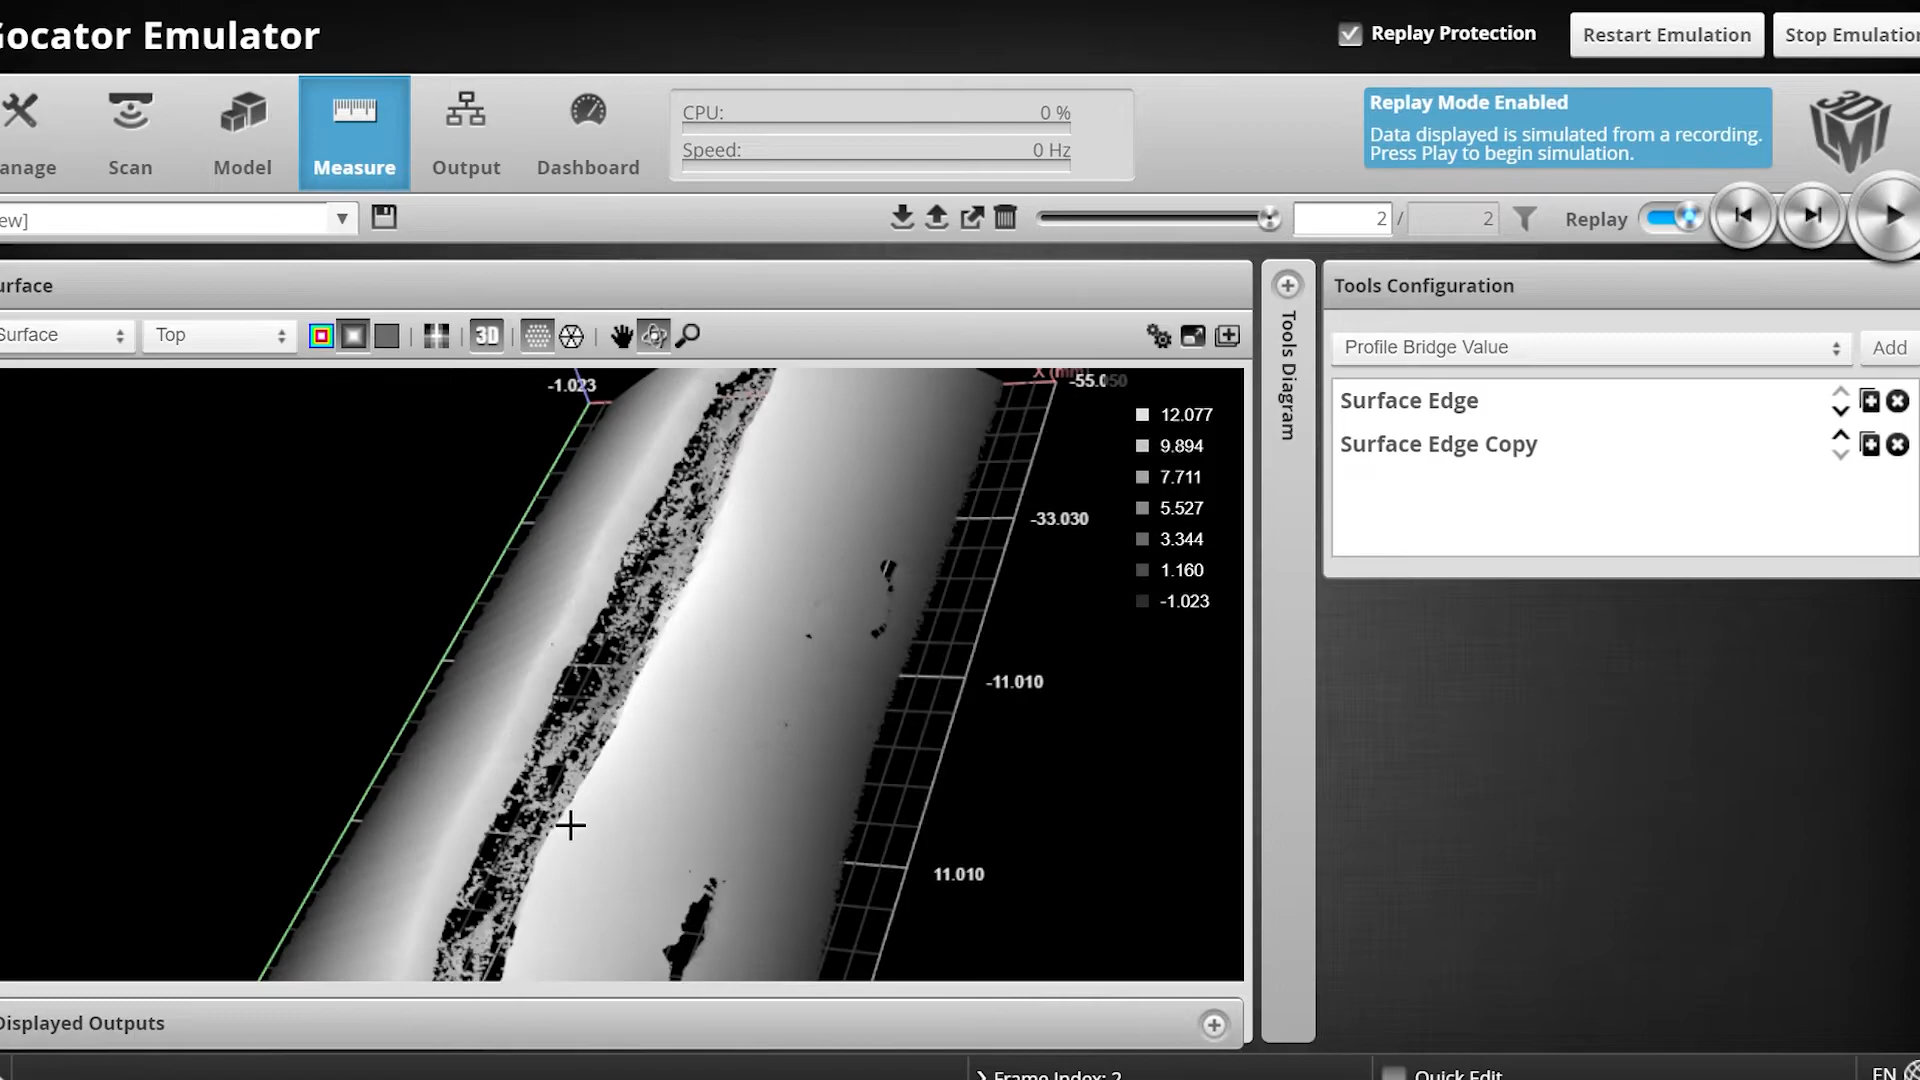 Gocator Emulator
Replay Protection
Restart Emulation
Stop Emulation
anage
Scan
Model
Measure
Output
Dashboard
CPU: 0 %
Speed: 0 Hz
Replay Mode Enabled
Data displayed is simulated from a recording.
Press Play to begin simulation.
ew]
2 / 2
Replay
urface
Surface
Top
3D
Tools Diagram
Tools Configuration
Profile Bridge Value
Add
Surface Edge
Surface Edge Copy
-1.023
X (mm)
-55.050
12.077
9.894
7.711
5.527
3.344
1.160
-1.023
-33.030
-11.010
11.010
Displayed Outputs
Frame Index: 2
Quick Edit
EN